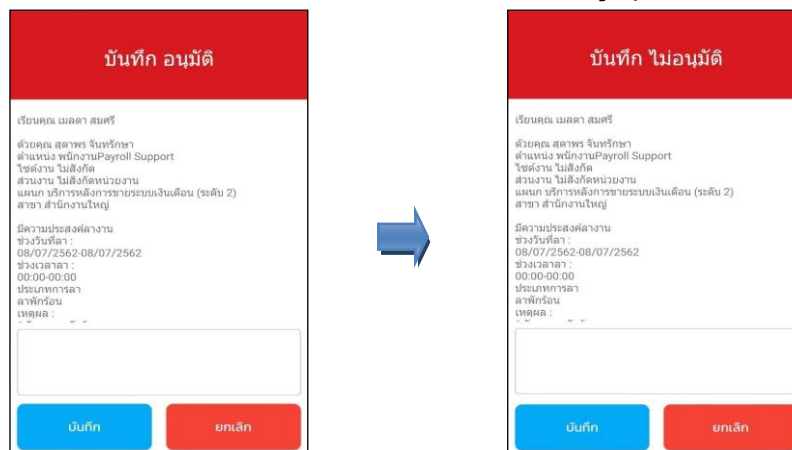 บันทึก อนุมัติ
เรียนคุณ เมลดา สมศรี
ด้วยคุณ สุดาพร จันทรักษา
ตำแหน่ง พนักงานPayroll Support
ไซด์งาน ไม่สังกัด
ส่วนงาน ไม่สังกัดหน่วยงาน
แผนก บริการหลังการขายระบบเงินเดือน (ระดับ 2)
สาขา สำนักงานใหญ่
มีความประสงค์ลางาน
ช่วงวันที่ลา :
08/07/2562-08/07/2562
ช่วงเวลาลา :
00:00-00:00
ประเภทการลา
ลาพักร้อน
เหตุผล :
บันทึก
ยกเลิก
บันทึก ไม่อนุมัติ
เรียนคุณ เมลดา สมศรี
ด้วยคุณ สุดาพร จันทรักษา
ตำแหน่ง พนักงานPayroll Support
ไซด์งาน ไม่สังกัด
ส่วนงาน ไม่สังกัดหน่วยงาน
แผนก บริการหลังการขายระบบเงินเดือน (ระดับ 2)
สาขา สำนักงานใหญ่
มีความประสงค์ลางาน
ช่วงวันที่ลา :
08/07/2562-08/07/2562
ช่วงเวลาลา :
00:00-00:00
ประเภทการลา
ลาพักร้อน
เหตุผล :
บันทึก
ยกเลิก